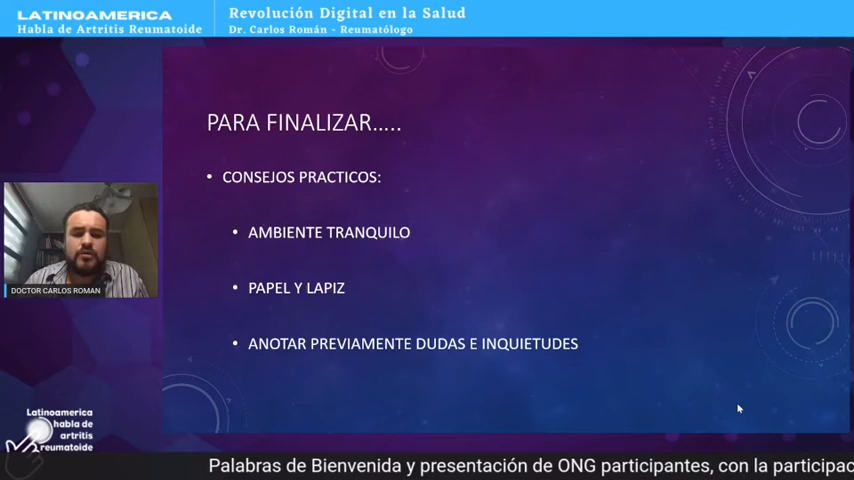 LATINOAMERICA
Habla de Artritis Reumatoide
Revolución Digital en la Salud
Dr. Carlos Román - Reumatólogo
PARA FINALIZAR.....
• CONSEJOS PRACTICOS:
• AMBIENTE TRANQUILO
• PAPEL Y LAPIZ
• ANOTAR PREVIAMENTE DUDAS E INQUIETUDES
DOCTOR CARLOS ROMAN
Latinoamerica
habla de
artritis
reumatoide
Palabras de Bienvenida y presentación de ONG participantes, con la participac